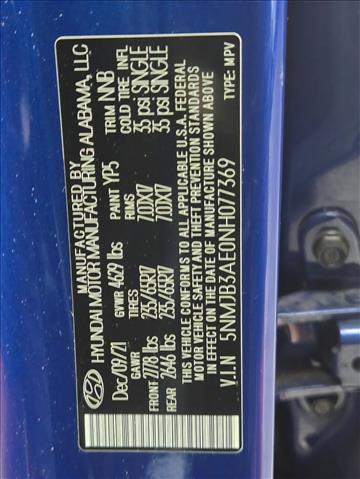 MANUFACTURED BY
HYUNDAI MOTOR MANUFACTURING ALABAMA, LLC
Dec/09/21 GVWR 4629 lbs PAINT YP5 TRIM NNB
GAWR TIRES RIMS COLD TIRE INFL
FRONT 2778 lbs 235/65R17 7.0JX17 35 psi SINGLE
REAR 2646 lbs 235/65R17 7.0JX17 35 psi SINGLE
THIS VEHICLE CONFORMS TO ALL APPLICABLE U.S.A. FEDERAL
MOTOR VEHICLE SAFETY AND THEFT PREVENTION STANDARDS
IN EFFECT ON THE DATE OF MANUFACTURE SHOWN ABOVE
V.I.N 5NMJB3AE0NH077369 TYPE: MPV